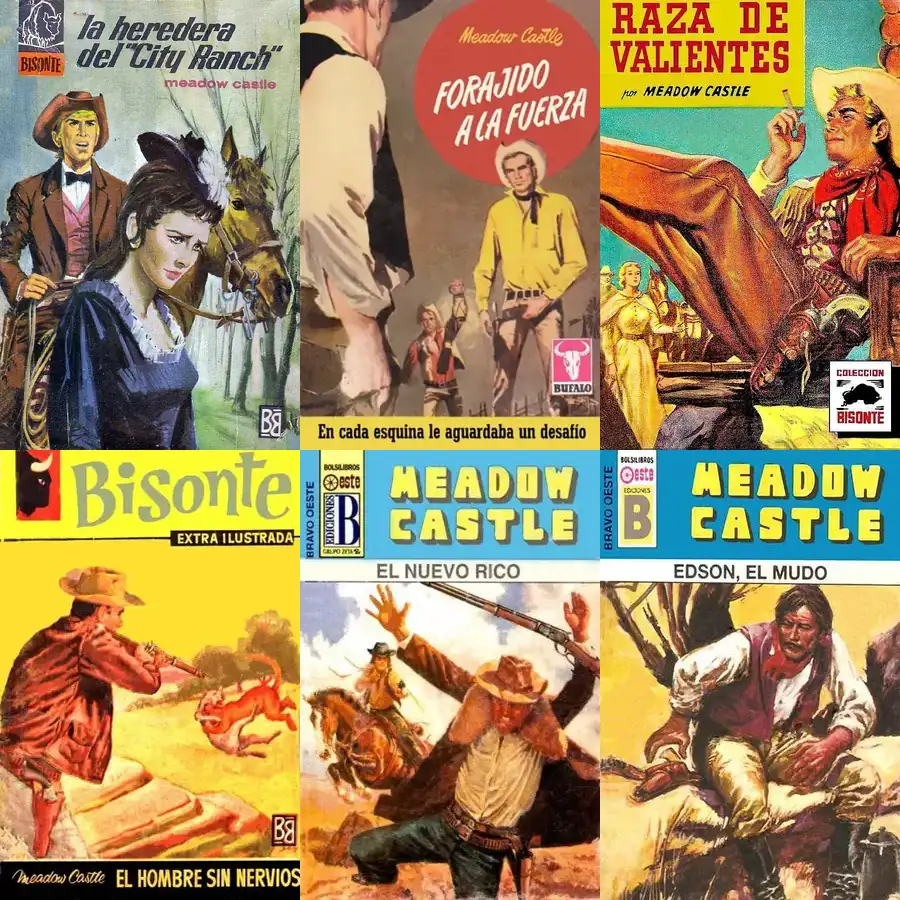 la heredera
del "City Ranch"
meadow castle
BISONTE
BB
Meadow Castle
FORAJIDO
A LA FUERZA
BUFALO
En cada esquina le aguardaba un desafío
RAZA DE
VALIENTES
por MEADOW CASTLE
COLECCION
BISONTE
Bisonte
EXTRA ILUSTRADA
BB
Meadow Castle EL HOMBRE SIN NERVIOS
BRAVO OESTE
BOLSILIBROS
Oeste
EDICIONES
B
GRUPO ZETA
MEADOW
CASTLE
EL NUEVO RICO
BRAVO OESTE
BOLSILIBROS
Oeste
EDICIONES
B
MEADOW
CASTLE
EDSON, EL MUDO